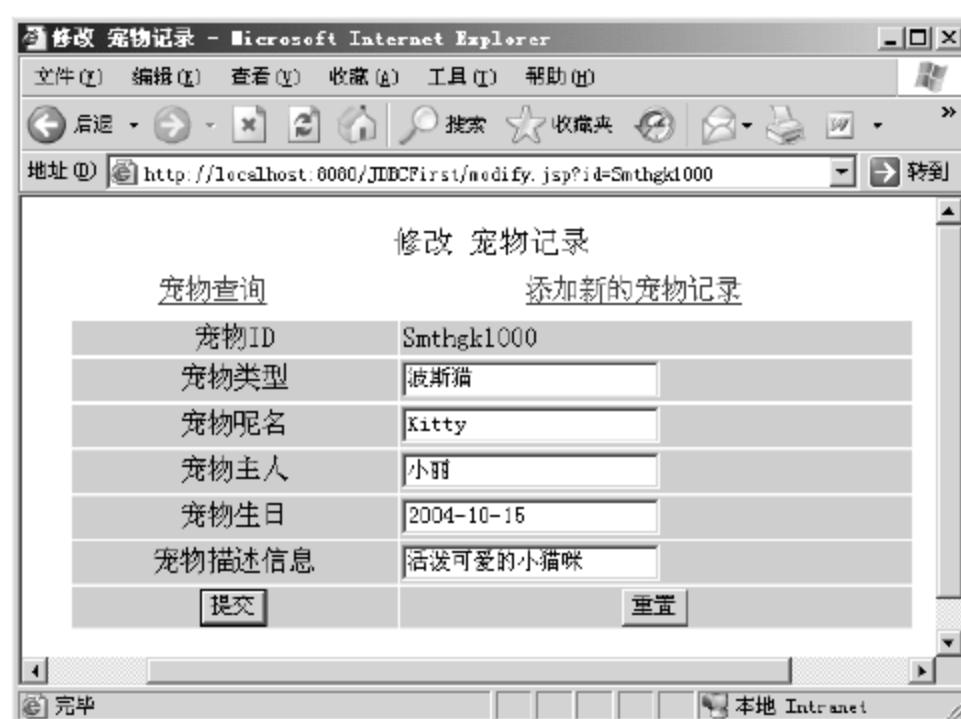 修改 宠物记录 - Microsoft Internet Explorer
文件(F) 编辑(E) 查看(V) 收藏(A) 工具(T) 帮助(H)
后退 搜索 收藏夹 »
地址(D) http://localhost:8080/JDBCFirst/modify.jsp?id=Smthgk1000 转到
修改 宠物记录
宠物查询 添加新的宠物记录
宠物ID Smthgk1000
宠物类型 波斯猫
宠物呢名 Kitty
宠物主人 小丽
宠物生日 2004-10-15
宠物描述信息 活泼可爱的小猫咪
提交 重置
完毕 本地 Intranet